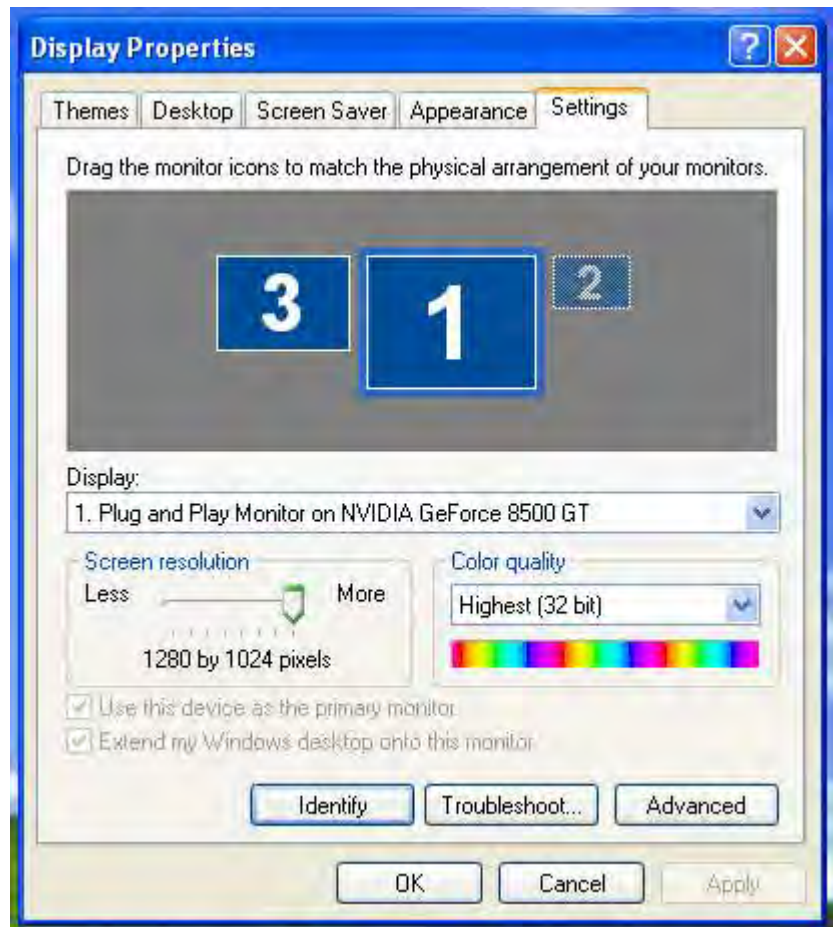 Display Properties
Themes Desktop Screen Saver Appearance Settings
Drag the monitor icons to match the physical arrangement of your monitors.
3 1 2
Display:
1. Plug and Play Monitor on NVIDIA GeForce 8500 GT
Screen resolution
Less More
1280 by 1024 pixels
Color quality
Highest (32 bit)
Use this device as the primary monitor.
Extend my Windows desktop onto this monitor.
Identify Troubleshoot... Advanced
OK Cancel Apply